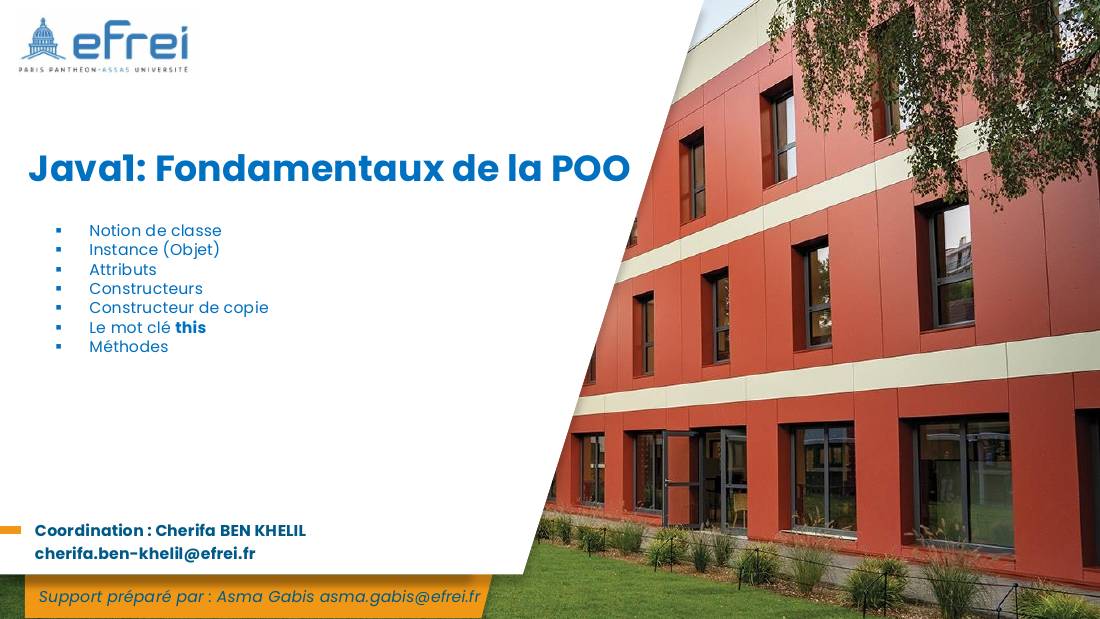 efrei
PARIS PANTHÉON-ASSAS UNIVERSITÉ
Java1: Fondamentaux de la POO
▪ Notion de classe
▪ Instance (Objet)
▪ Attributs
▪ Constructeurs
▪ Constructeur de copie
▪ Le mot clé this
▪ Méthodes
Coordination : Cherifa BEN KHELIL
cherifa.ben-khelil@efrei.fr
Support préparé par : Asma Gabis asma.gabis@efrei.fr